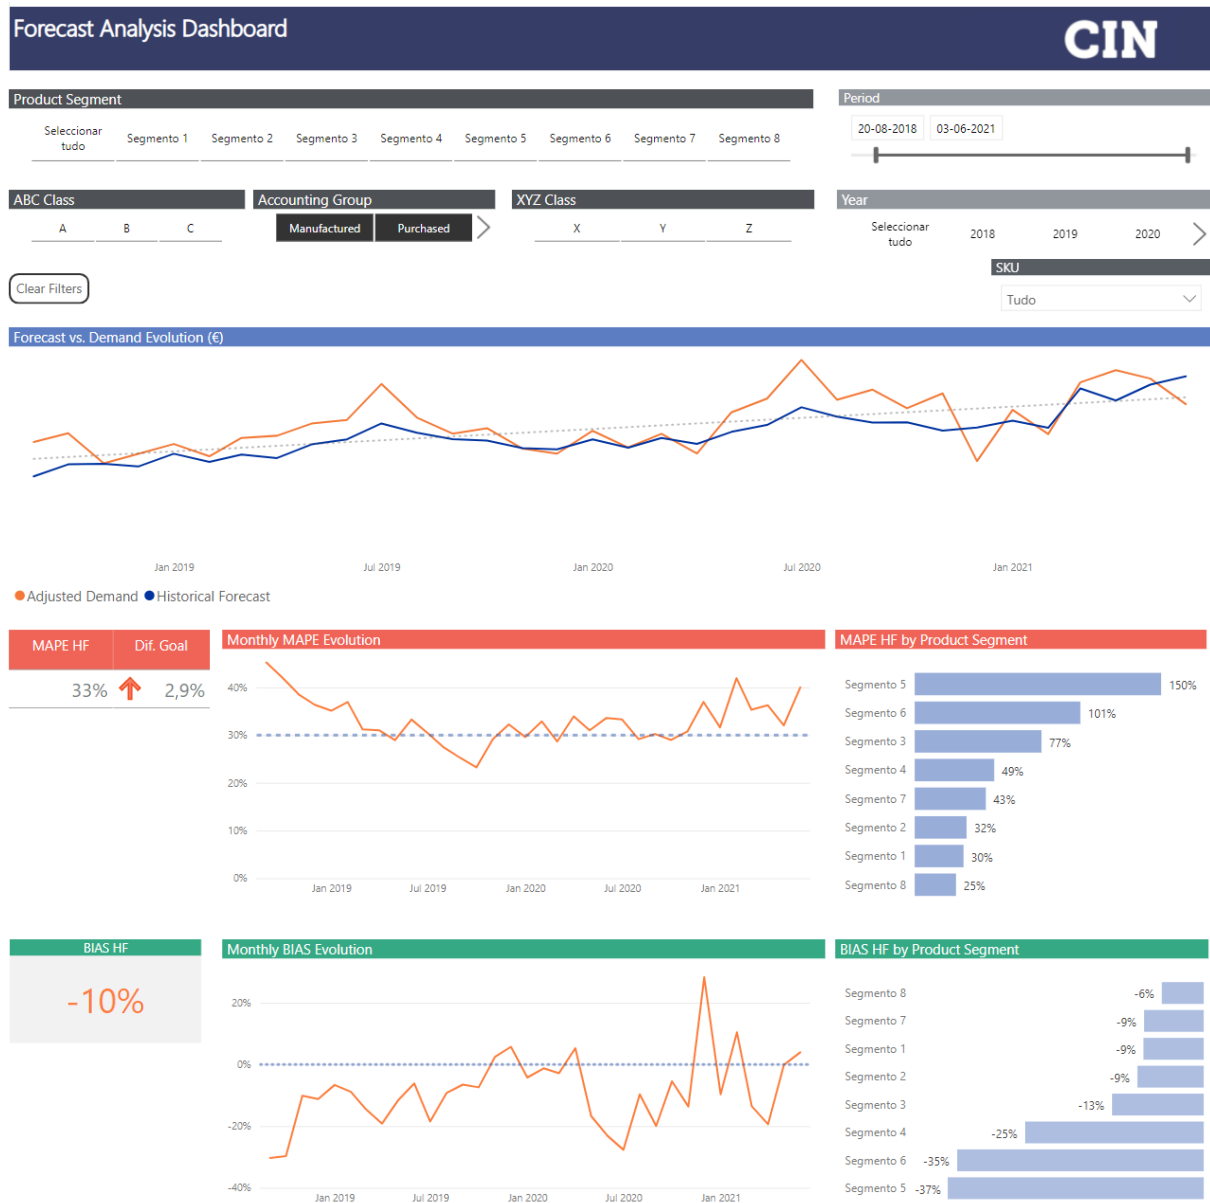 Forecast Analysis Dashboard
CIN
Product Segment
Seleccionar tudo
Segmento 1
Segmento 2
Segmento 3
Segmento 4
Segmento 5
Segmento 6
Segmento 7
Segmento 8
Period
20-08-2018
03-06-2021
ABC Class
A
B
C
Accounting Group
Manufactured
Purchased
XYZ Class
X
Y
Z
Year
Seleccionar tudo
2018
2019
2020
Clear Filters
SKU
Tudo
Forecast vs. Demand Evolution (€)
Jan 2019
Jul 2019
Jan 2020
Jul 2020
Jan 2021
Adjusted Demand
Historical Forecast
MAPE HF
Dif. Goal
33%
2,9%
Monthly MAPE Evolution
40%
30%
20%
10%
0%
Jan 2019
Jul 2019
Jan 2020
Jul 2020
Jan 2021
MAPE HF by Product Segment
Segmento 5 150%
Segmento 6 101%
Segmento 3 77%
Segmento 4 49%
Segmento 7 43%
Segmento 2 32%
Segmento 1 30%
Segmento 8 25%
BIAS HF
-10%
Monthly BIAS Evolution
20%
0%
-20%
-40%
Jan 2019
Jul 2019
Jan 2020
Jul 2020
Jan 2021
BIAS HF by Product Segment
Segmento 8 -6%
Segmento 7 -9%
Segmento 1 -9%
Segmento 2 -9%
Segmento 3 -13%
Segmento 4 -25%
Segmento 6 -35%
Segmento 5 -37%